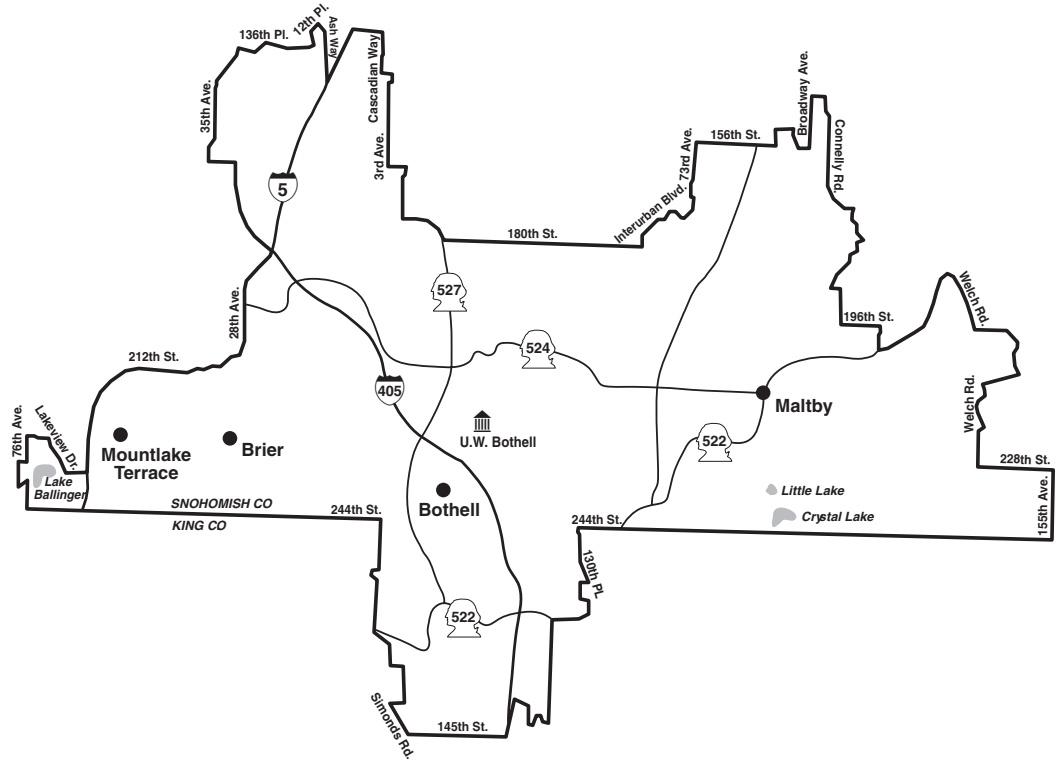 12th Pl.
136th Pl.
Ash Way
Cascadian Way
35th Ave.
3rd Ave.
5
Broadway Ave.
156th St.
Connelly Rd.
73rd Ave.
Interurban Blvd.
180th St.
527
28th Ave.
Welch Rd.
196th St.
524
212th St.
405
Maltby
Welch Rd.
76th Ave.
Lakeview Dr.
U.W. Bothell
522
Mountlake
Terrace
Brier
228th St.
Lake
Ballinger
Little Lake
Bothell
SNOHOMISH CO
KING CO
244th St.
244th St.
Crystal Lake
155th Ave.
130th PL
522
Simonds Rd.
145th St.